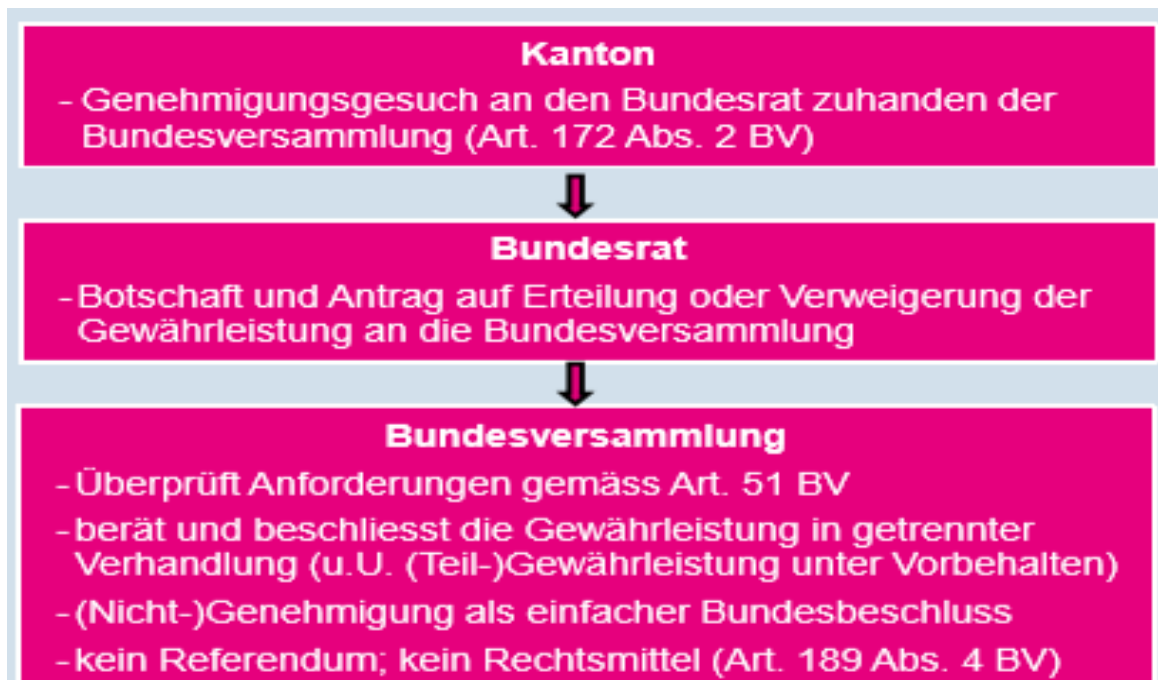 Kanton
- Genehmigungsgesuch an den Bundesrat zuhanden der
Bundesversammlung (Art. 172 Abs. 2 BV)
Bundesrat
- Botschaft und Antrag auf Erteilung oder Verweigerung der
Gewährleistung an die Bundesversammlung
Bundesversammlung
- Überprüft Anforderungen gemäss Art. 51 BV
- berät und beschliesst die Gewährleistung in getrennter
Verhandlung (u.U. (Teil-)Gewährleistung unter Vorbehalten)
- (Nicht-)Genehmigung als einfacher Bundesbeschluss
- kein Referendum; kein Rechtsmittel (Art. 189 Abs. 4 BV)